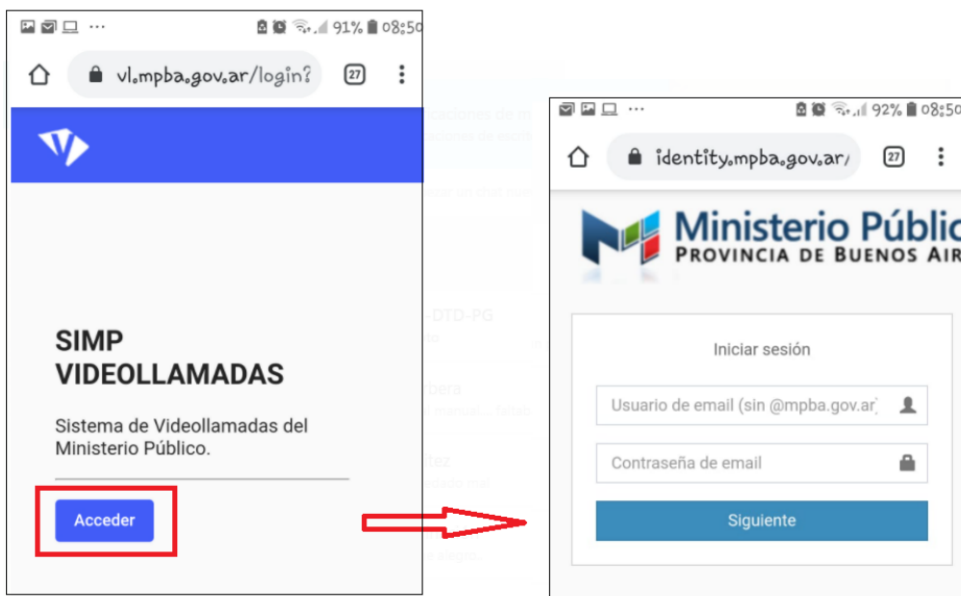 91% 08:50
vl.mpba.gov.ar/login?
27
SIMP
VIDEOLLAMADAS
Sistema de Videollamadas del
Ministerio Público.
Acceder
92% 08:50
identity.mpba.gov.ar/
27
Ministerio Públic
PROVINCIA DE BUENOS AIR
Iniciar sesión
Usuario de email (sin @mpba.gov.ar)
Contraseña de email
Siguiente
-DTD-PG